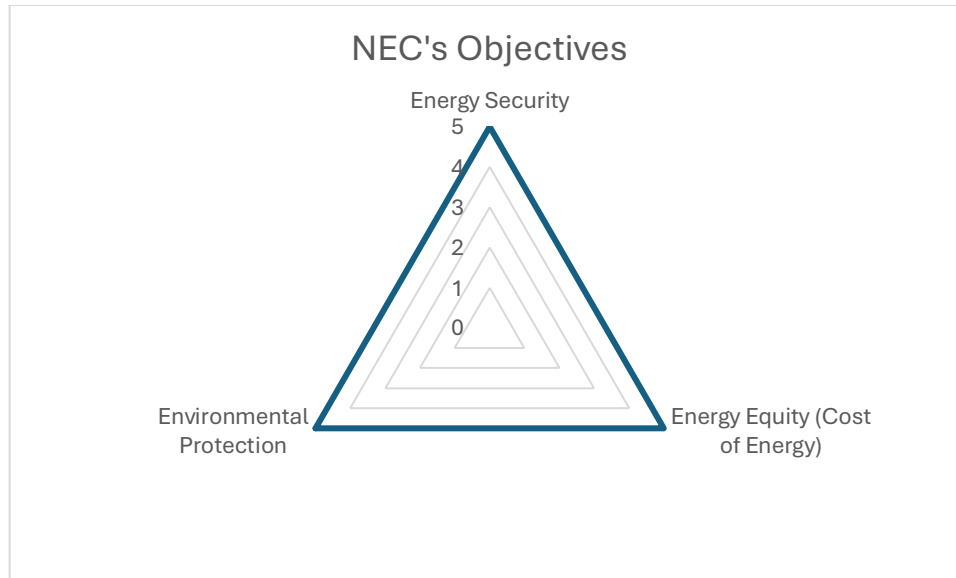 NEC's Objectives
Energy Security
5
4
3
2
1
0
Environmental
Protection
Energy Equity (Cost
of Energy)